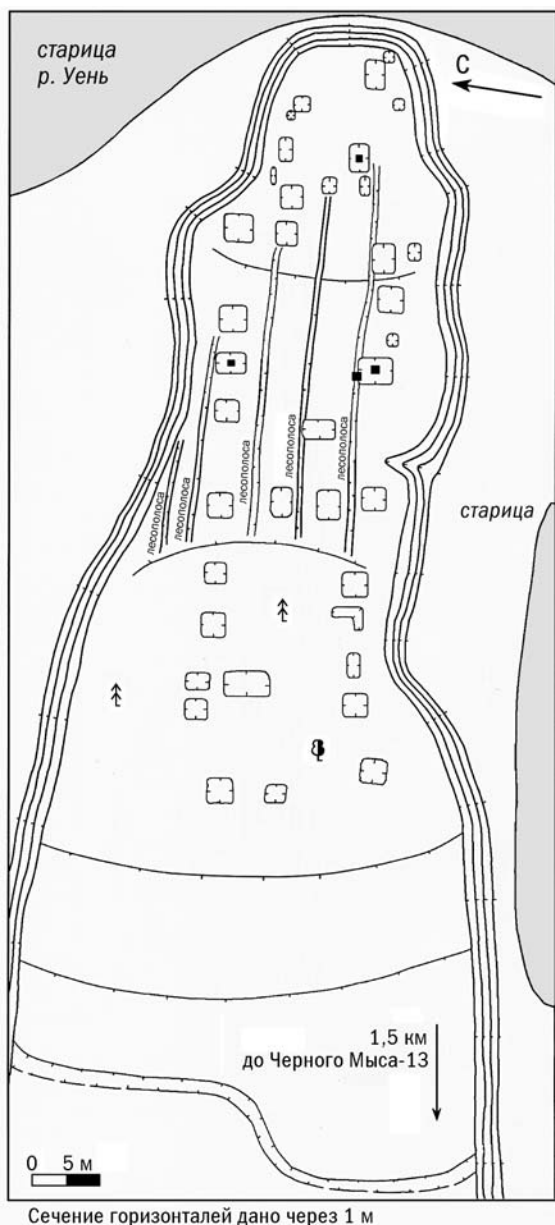 старица
р. Уень
С
лесополоса
лесополоса
лесополоса
лесополоса
лесополоса
старица
1,5 км
до Черного Мыса-13
0 5 м
Сечение горизонталей дано через 1 м